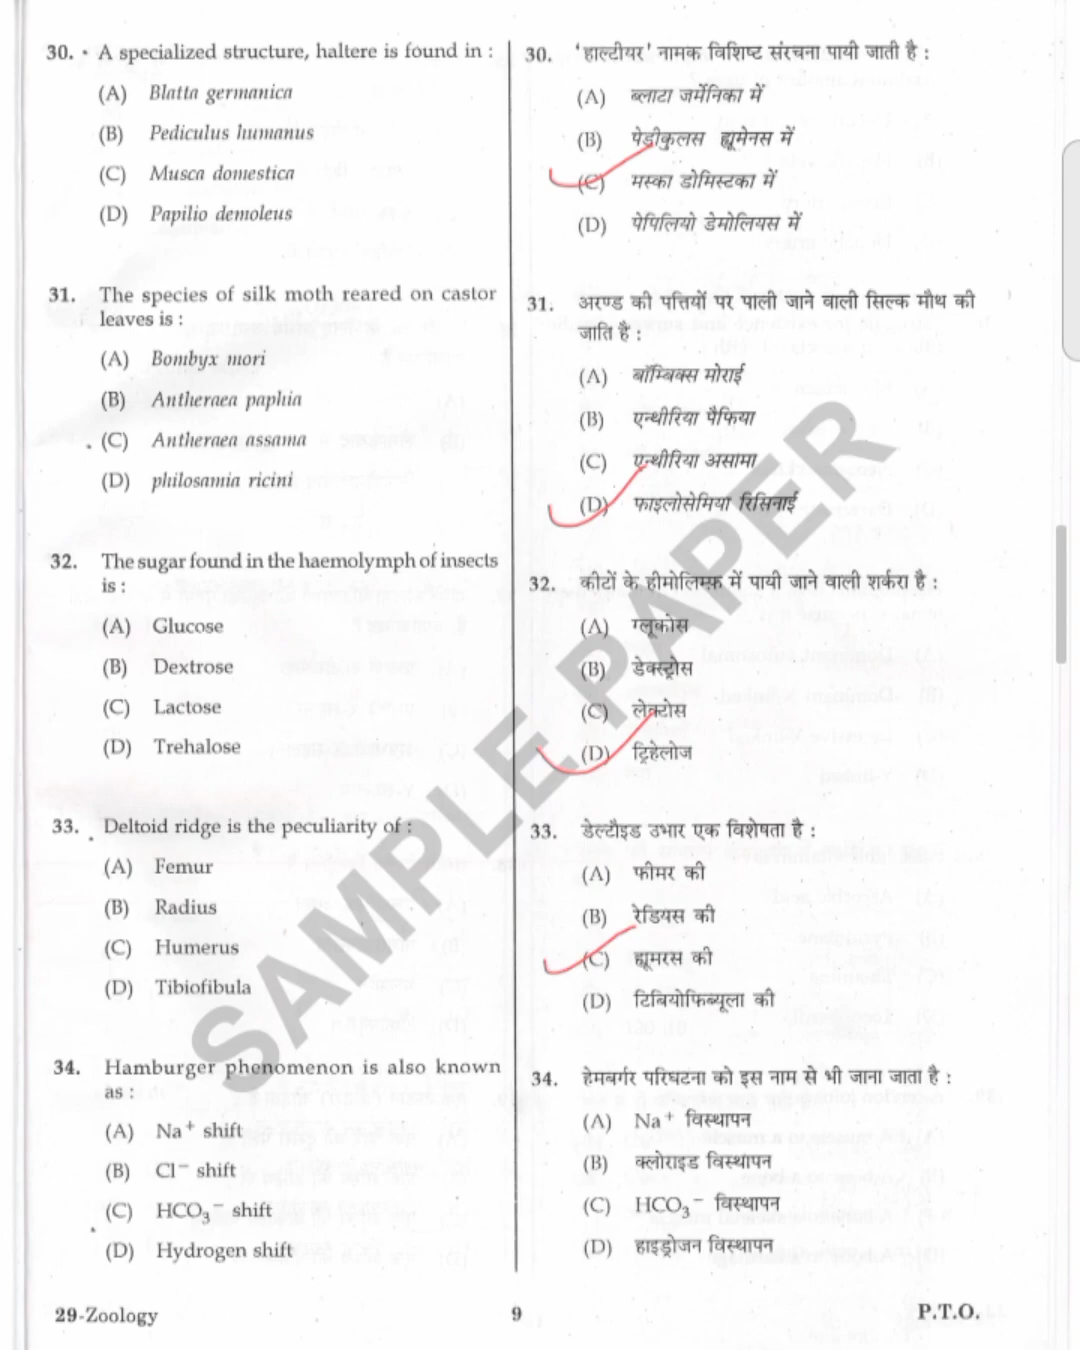 30. A specialized structure, haltere is found in :
(A) Blatta germanica
(B) Pediculus humanus
(C) Musca domestica
(D) Papilio demoleus
31. The species of silk moth reared on castor
leaves is :
(A) Bombyx mori
(B) Antheraea paphia
(C) Antheraea assama
(D) philosamia ricini
32. The sugar found in the haemolymph of insects
is :
(A) Glucose
(B) Dextrose
(C) Lactose
(D) Trehalose
33. Deltoid ridge is the peculiarity of :
(A) Femur
(B) Radius
(C) Humerus
(D) Tibiofibula
34. Hamburger phenomenon is also known
as :
(A) Na⁺ shift
(B) Cl⁻ shift
(C) HCO₃⁻ shift
(D) Hydrogen shift
30. 'हाल्टीयर' नामक विशिष्ट संरचना पायी जाती है :
(A) ब्लाटा जर्मेनिका में
(B) पेडीकुलस ह्यूमेनस में
(C) मस्का डोमिस्टका में
(D) पेपिलियो डेमोलियस में
31. अरण्ड की पत्तियों पर पाली जाने वाली सिल्क मौथ की
जाति है :
(A) बॉम्बिक्स मोराई
(B) एन्थीरिया पैफिया
(C) एन्थीरिया असामा
(D) फाइलोसेमिया रिसिनाई
32. कीटों के हीमोलिम्फ़ में पायी जाने वाली शर्करा है :
(A) ग्लूकोस
(B) डेक्स्ट्रोस
(C) लेक्टोस
(D) ट्रिहेलोज
33. डेल्टौइड उभार एक विशेषता है :
(A) फीमर की
(B) रेडियस की
(C) ह्यूमरस की
(D) टिबियोफिब्यूला की
34. हेमबर्गर परिघटना को इस नाम से भी जाना जाता है :
(A) Na⁺ विस्थापन
(B) क्लोराइड विस्थापन
(C) HCO₃⁻ विस्थापन
(D) हाइड्रोजन विस्थापन
SAMPLE PAPER
29-Zoology 9 P.T.O.